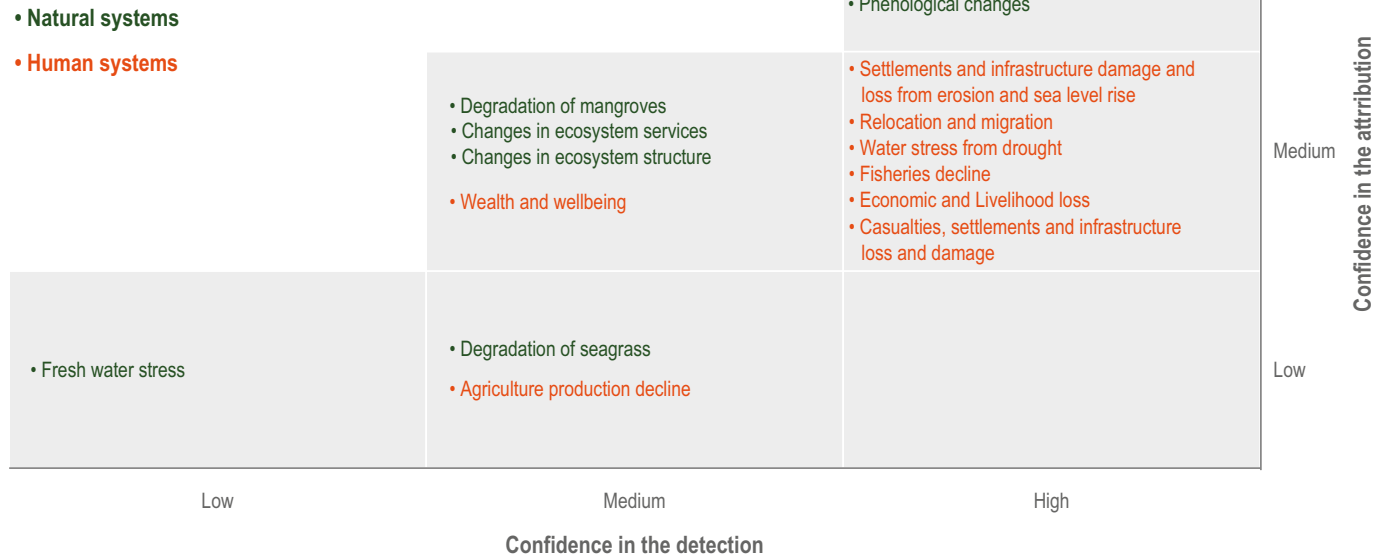 • Phenological changes
• Natural systems
• Human systems
• Degradation of mangroves
• Changes in ecosystem services
• Changes in ecosystem structure
• Wealth and wellbeing
• Settlements and infrastructure damage and
loss from erosion and sea level rise
• Relocation and migration
• Water stress from drought
• Fisheries decline
• Economic and Livelihood loss
• Casualties, settlements and infrastructure
loss and damage
Medium
• Fresh water stress
• Degradation of seagrass
• Agriculture production decline
Low
Confidence in the attrribution
Low
Medium
High
Confidence in the detection